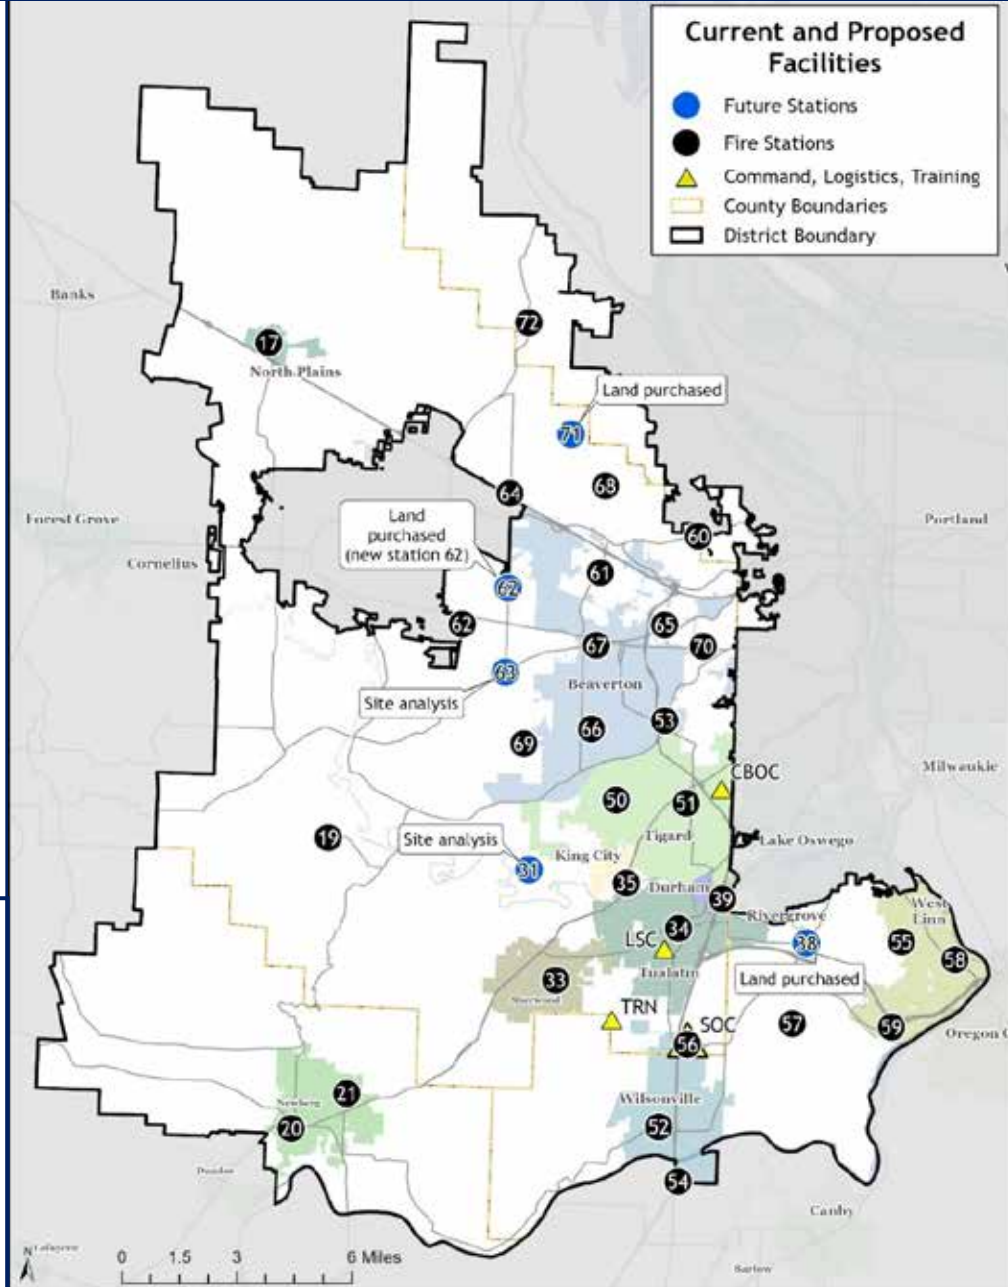 Current and Proposed
Facilities
Future Stations
Fire Stations
Command, Logistics, Training
County Boundaries
District Boundary
Banks
72
17
North Plains
Land purchased
71
68
64
Land
purchased
(new station 62)
60
Forest Grove
Portland
Cornelius
61
62
62
65
67
70
63
Beaverton
Site analysis
53
66
69
CBOC
Milwaukie
50
51
19
Site analysis
Tigard
Lake Oswego
King City
31
35
Durham
39
West
Linn
Rivergrove
34
38
55
LSC
58
Tualatin
33
Land purchased
Sherwood
TRN
SOC
57
59
56
Oregon C
21
Newberg
Wilsonville
20
52
Dundee
54
Canby
N
Lafayette
0 1.5 3 6 Miles
Barlow